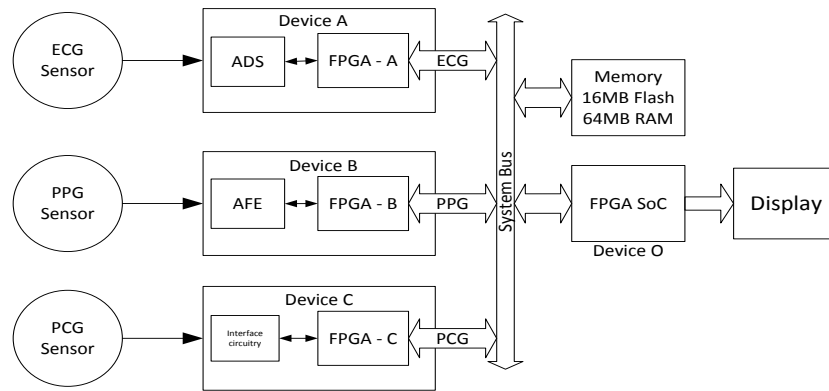 ECG
Sensor
Device A
ADS
FPGA - A
ECG
Memory
16MB Flash
64MB RAM
PPG
Sensor
Device B
AFE
FPGA - B
PPG
System Bus
FPGA SoC
Device O
Display
PCG
Sensor
Device C
Interface
circuitry
FPGA - C
PCG